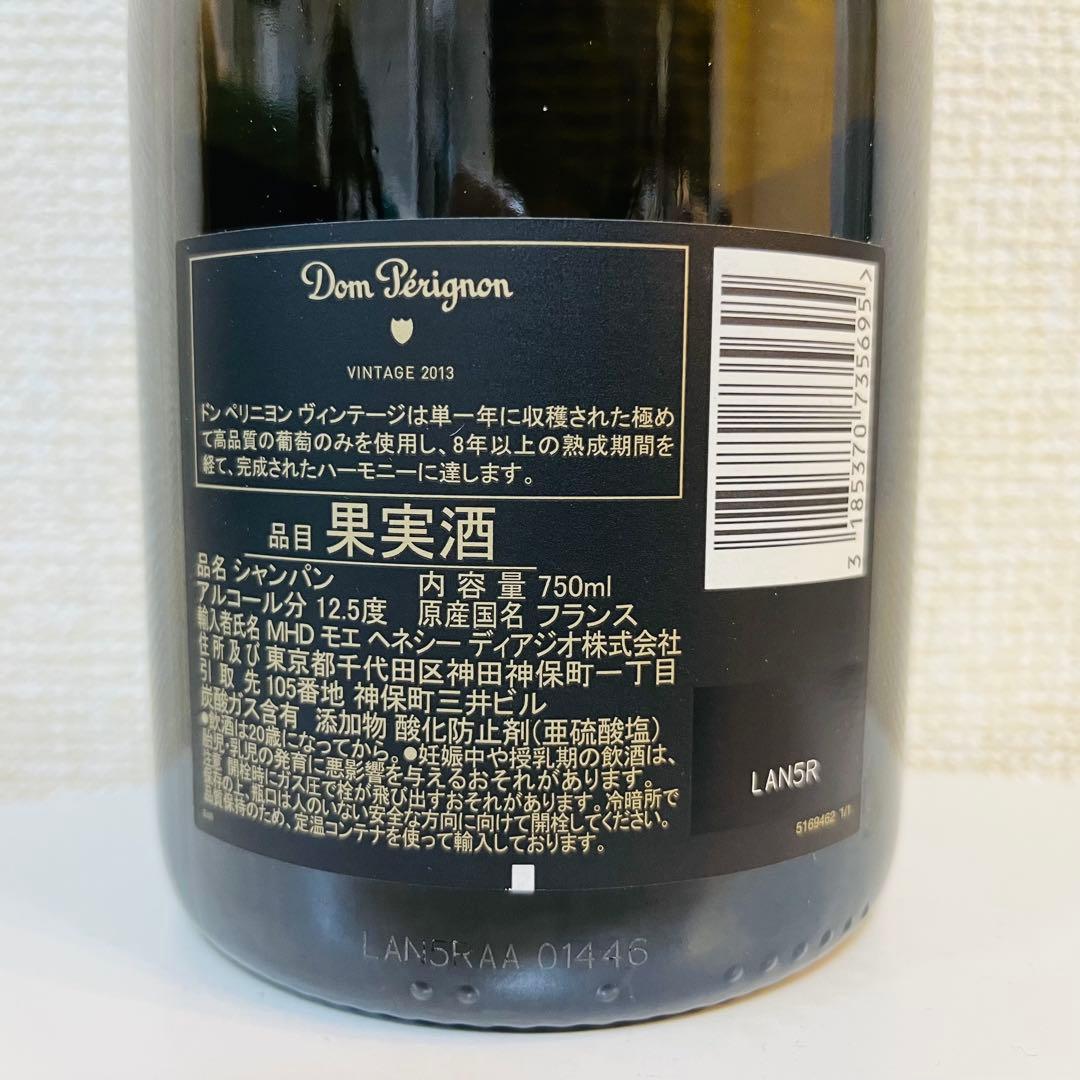 Dom Pérignon
VINTAGE 2013
ドン ペリニヨン ヴィンテージは単一年に収穫された極め
て高品質の葡萄のみを使用し、8年以上の熟成期間を
経て、完成されたハーモニーに達します。
品目 果実酒
品名 シャンパン 内容量 750ml
アルコール分 12.5度 原産国名 フランス
輸入者氏名 MHD モエ ヘネシー ディアジオ株式会社
住所及び 東京都千代田区神田神保町一丁目
引取先 105番地 神保町三井ビル
炭酸ガス含有 添加物 酸化防止剤(亜硫酸塩)
●飲酒は20歳になってから。●妊娠中や授乳期の飲酒は、
胎児・乳児の発育に悪影響を与えるおそれがあります。
注意 開栓時にガス圧で栓が飛び出すおそれがあります。冷暗所で
保存の上、瓶口は人のいない安全な方向に向けて開栓してください。
品質保持のため、定温コンテナを使って輸入しております。
3 185370 735695 >
LAN5R
5169462 1/1
LAN5RAA 01446